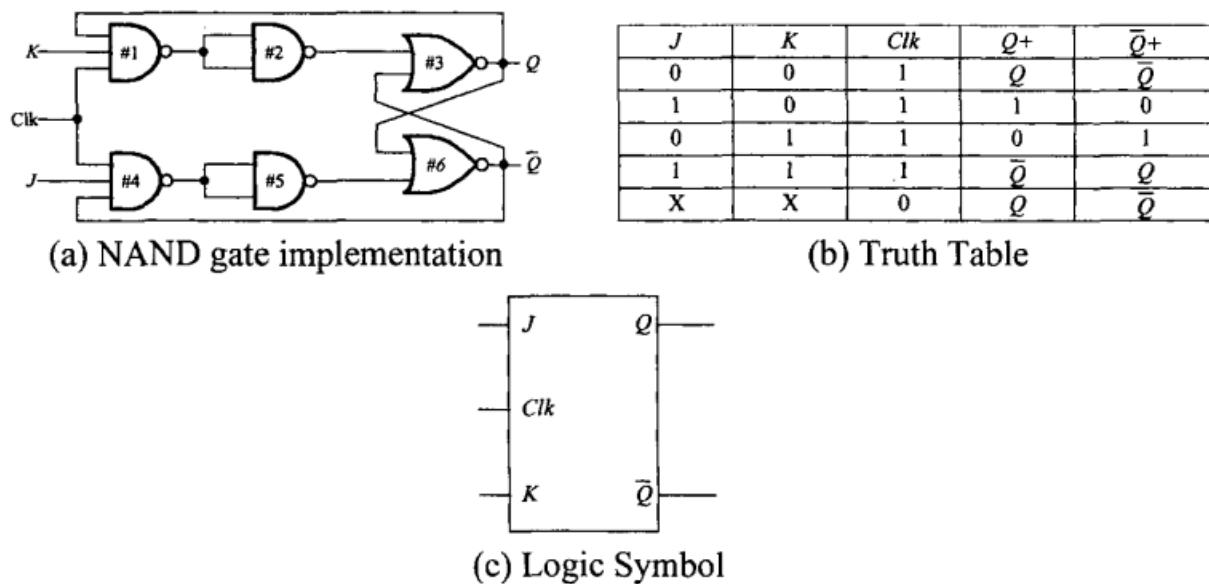 #1 #2 #3 Q
K
Clk
#4 #5 #6 Q̅
J
(a) NAND gate implementation
J K Clk Q+ Q̅+
0 0 1 Q Q̅
1 0 1 1 0
0 1 1 0 1
1 1 1 Q̅ Q
X X 0 Q Q̅
(b) Truth Table
J Q
Clk
K Q̅
(c) Logic Symbol